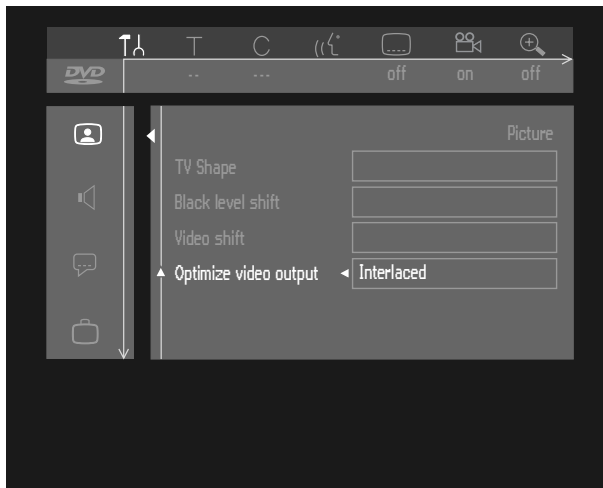 T C
DVD -- --- off on off
Picture
TV Shape
Black level shift
Video shift
Optimize video output Interlaced